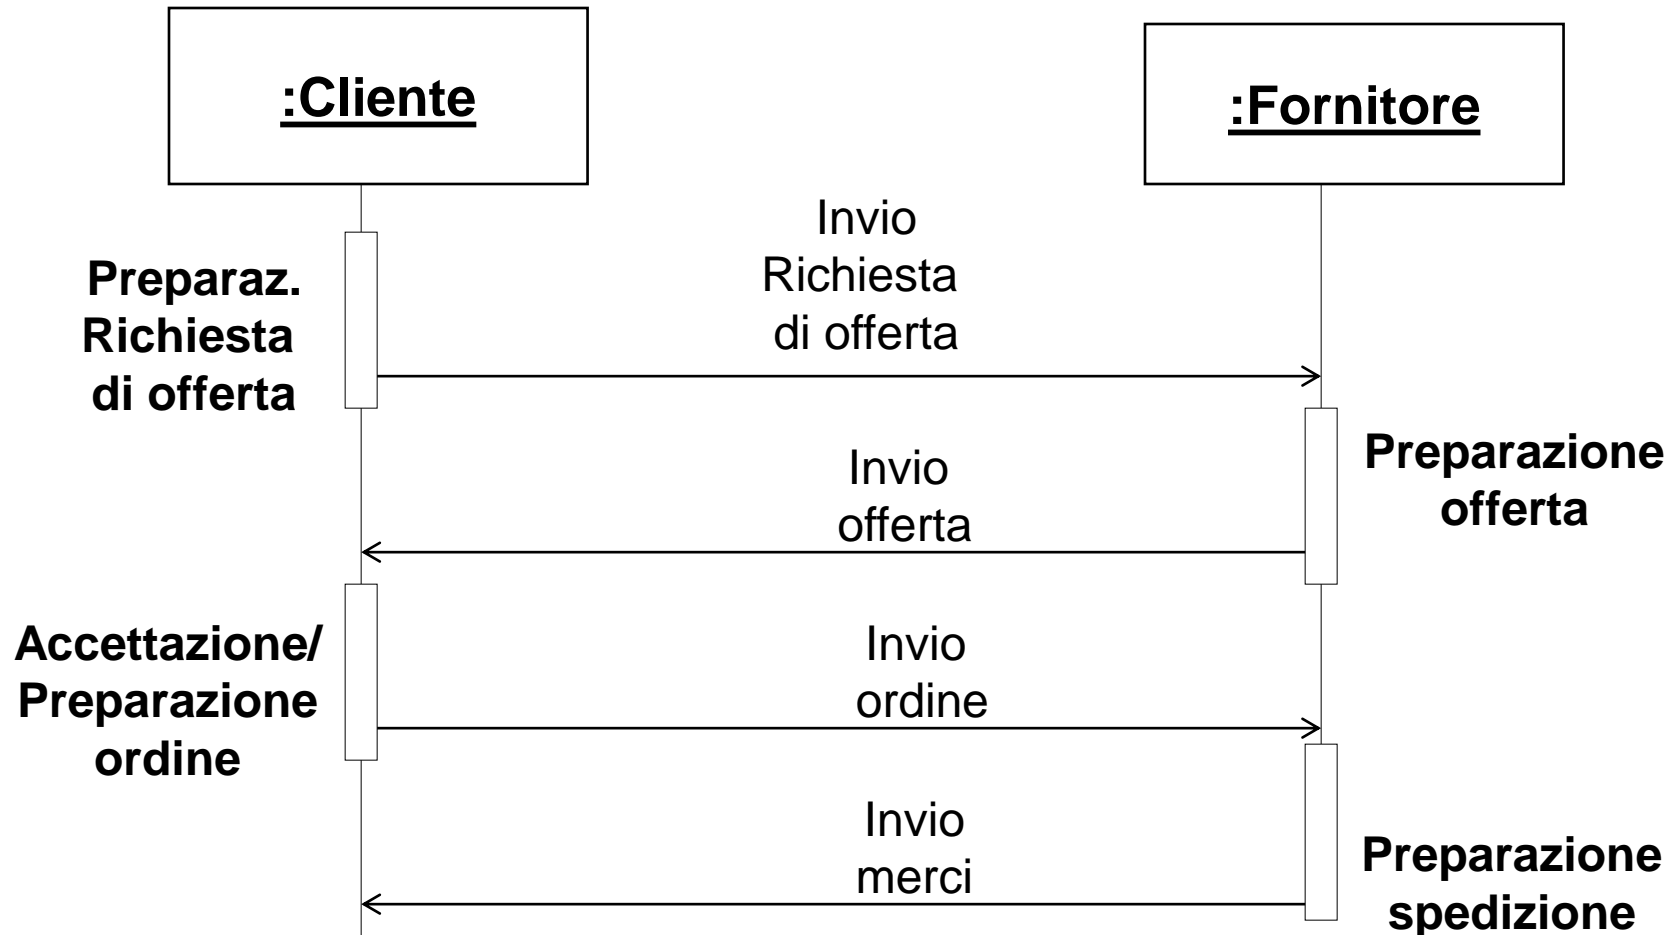 :Cliente
:Fornitore
Invio
Richiesta
di offerta
Preparaz.
Richiesta
di offerta
Invio
offerta
Preparazione
offerta
Accettazione/
Preparazione
ordine
Invio
ordine
Invio
merci
Preparazione
spedizione